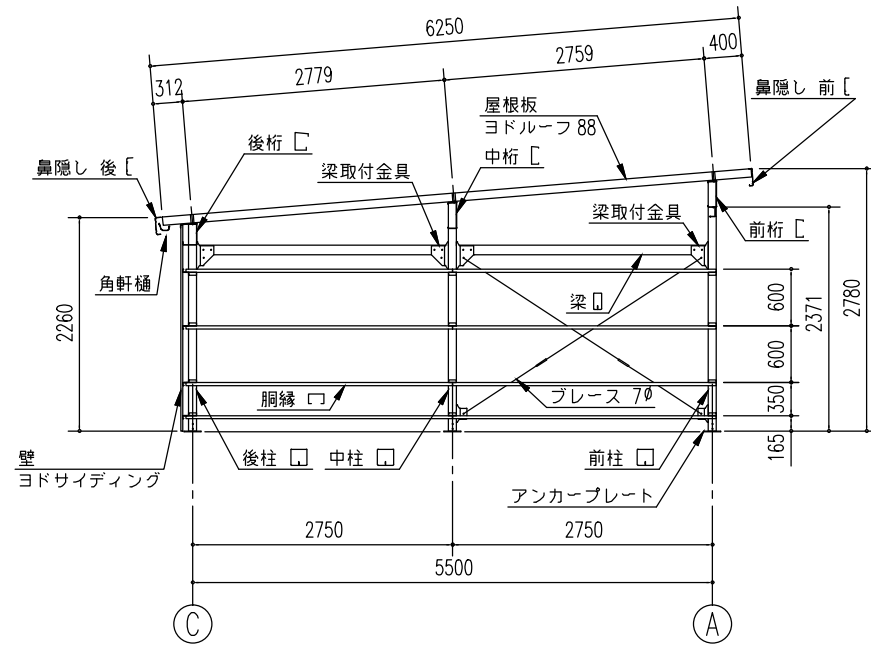 6250
400
2759
2779
312
鼻隠し 前
屋根板
ヨドルーフ 88
後桁
中桁
鼻隠し 後
梁取付金具
梁取付金具
前桁
角軒樋
梁
2260
600
2371
2780
600
350
165
胴縁
ブレース 7φ
壁
ヨドサイディング
後柱
中柱
前柱
アンカープレート
2750
2750
5500
C
A